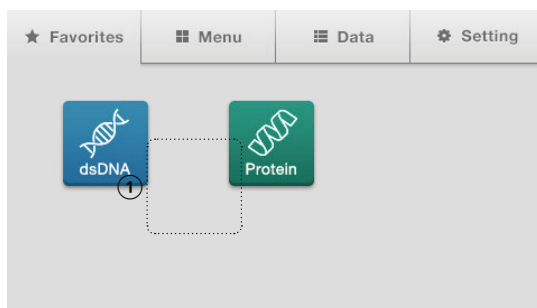 Favorites
Menu
Data
Setting
dsDNA
Protein
1